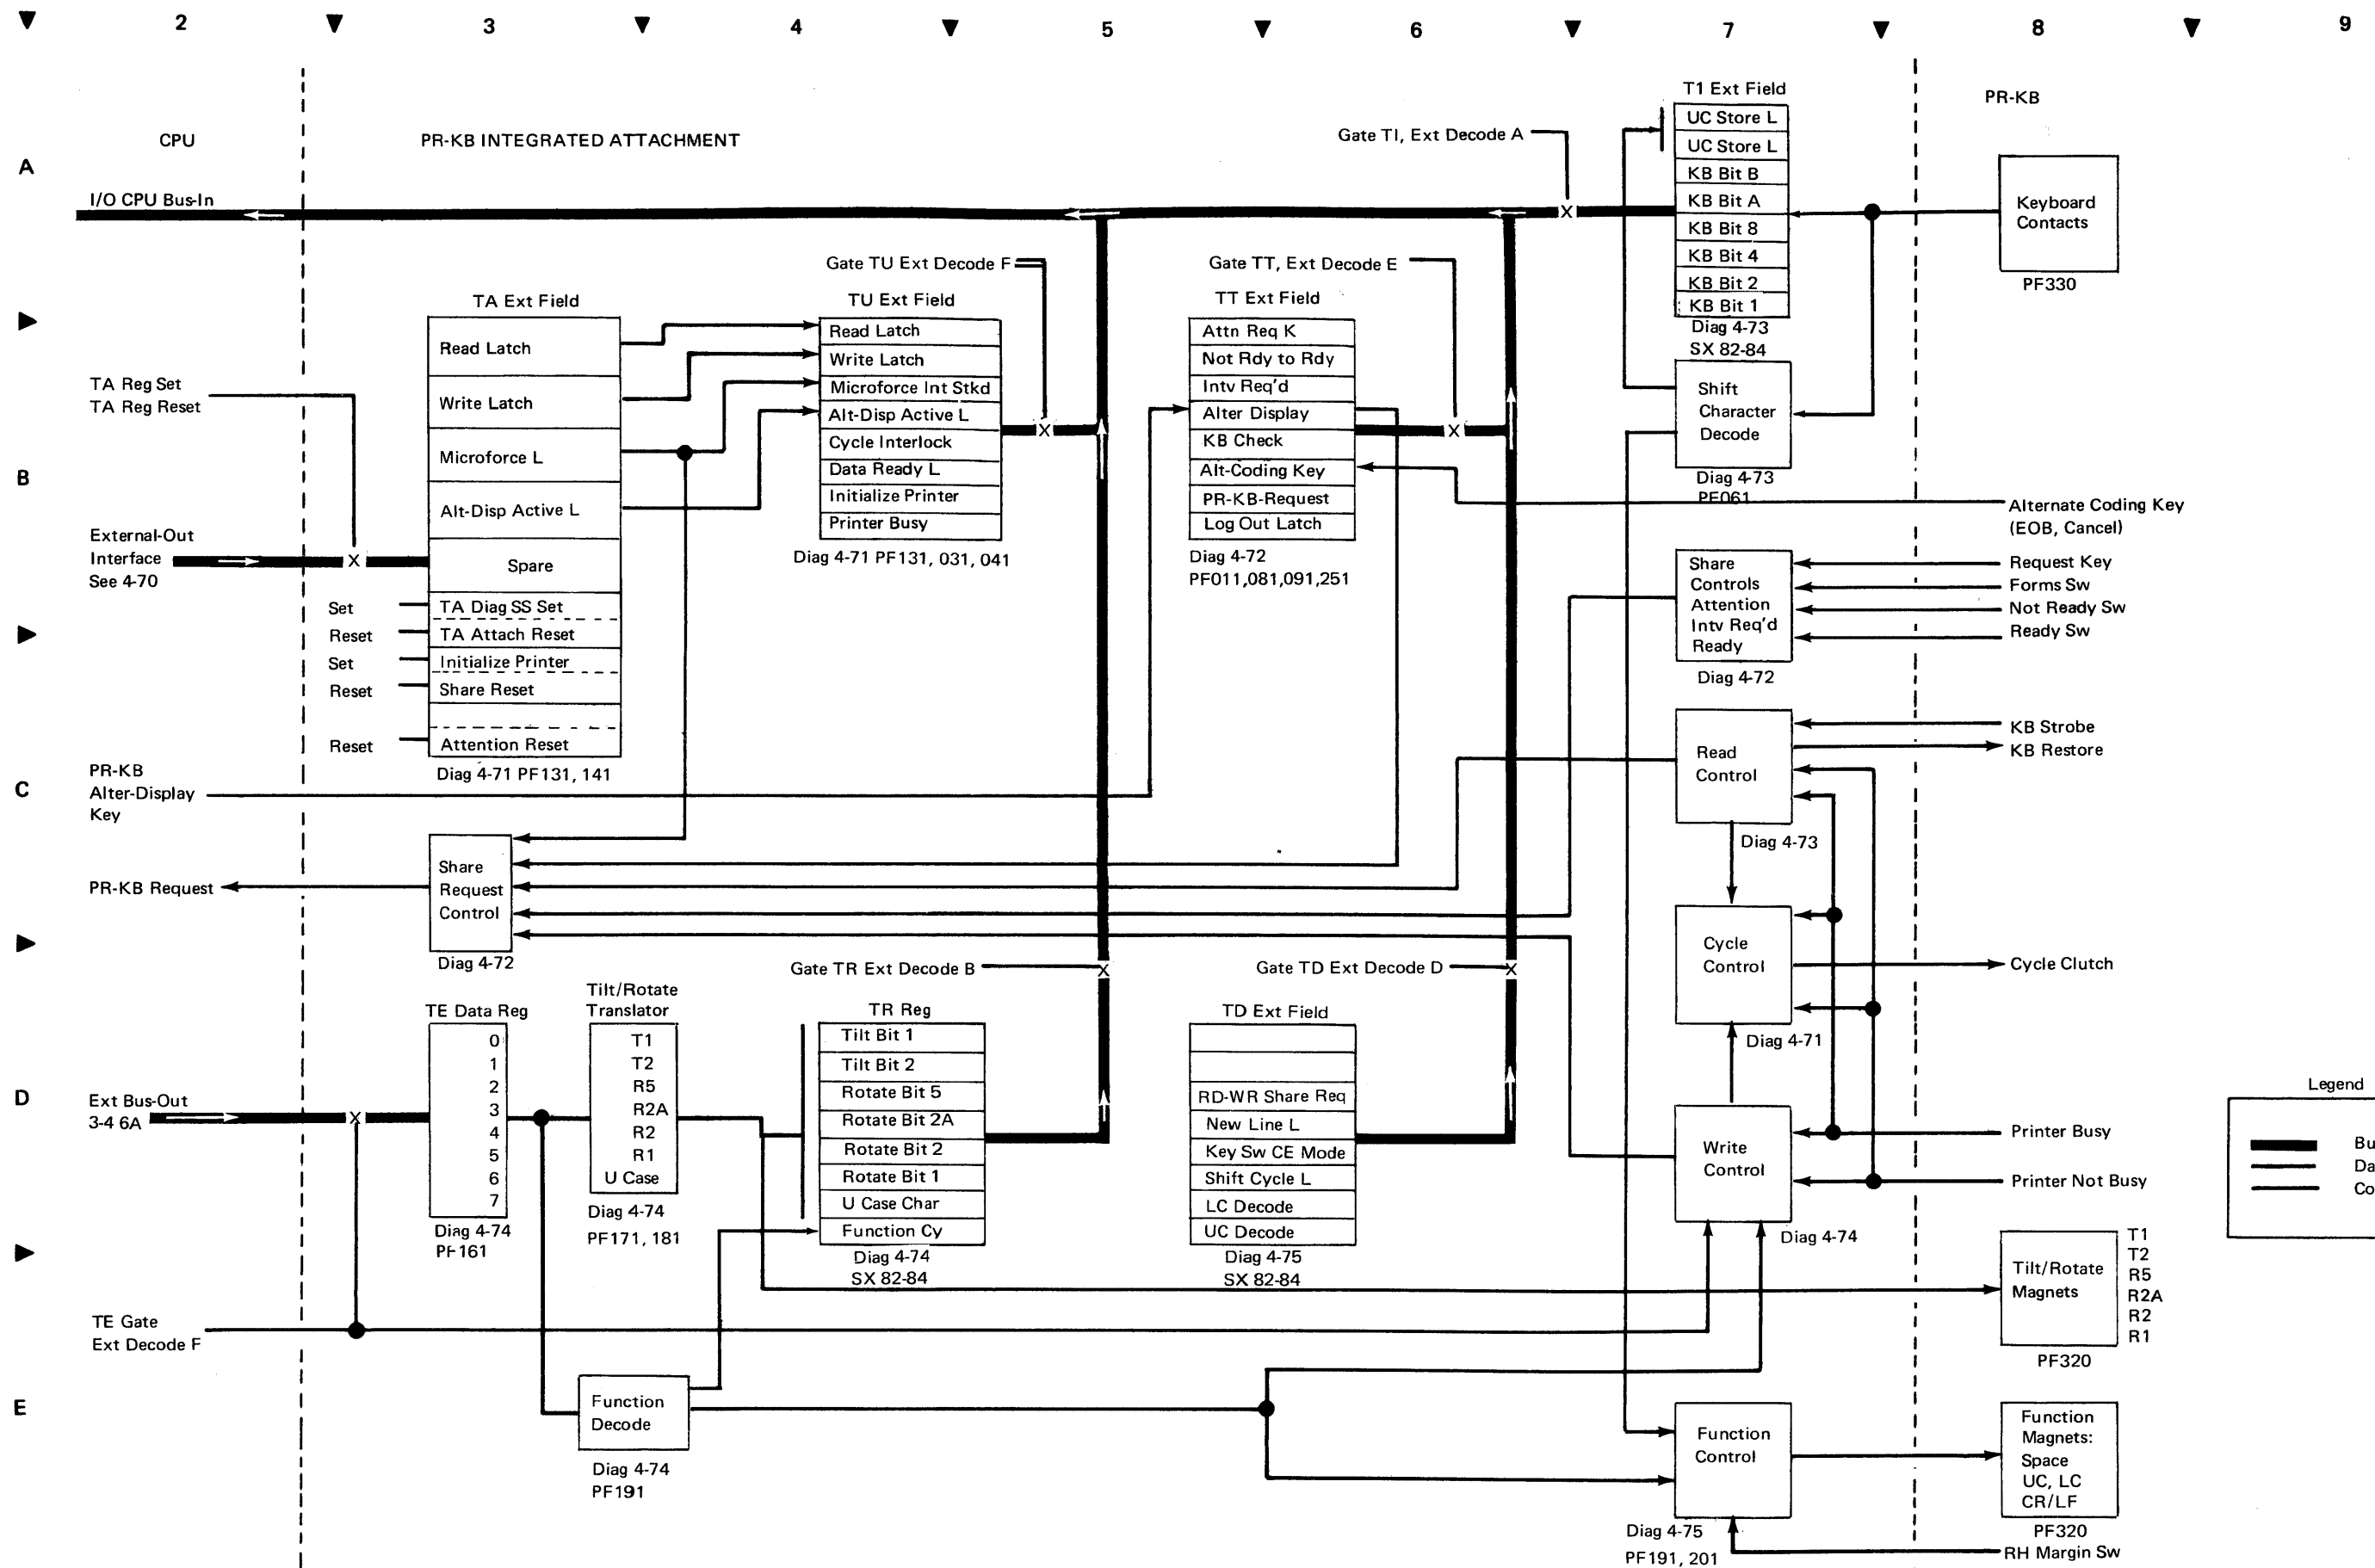 2 3 4 5 6 7 8 9
A
B
C
D
E
CPU
PR-KB INTEGRATED ATTACHMENT
PR-KB
I/O CPU Bus-In
Gate TI, Ext Decode A
T1 Ext Field
UC Store L
UC Store L
KB Bit B
KB Bit A
KB Bit 8
KB Bit 4
KB Bit 2
KB Bit 1
Diag 4-73
SX 82-84
Keyboard
Contacts
PF330
Gate TU Ext Decode F
Gate TT, Ext Decode E
TA Ext Field
Read Latch
Write Latch
Microforce L
Alt-Disp Active L
Spare
TA Diag SS Set
TA Attach Reset
Initialize Printer
Share Reset
Attention Reset
Diag 4-71 PF131, 141
Set
Reset
Set
Reset
Reset
TU Ext Field
Read Latch
Write Latch
Microforce Int Stkd
Alt-Disp Active L
Cycle Interlock
Data Ready L
Initialize Printer
Printer Busy
Diag 4-71 PF131, 031, 041
TT Ext Field
Attn Req K
Not Rdy to Rdy
Intv Req'd
Alter Display
KB Check
Alt-Coding Key
PR-KB-Request
Log Out Latch
Diag 4-72
PF011,081,091,251
Shift
Character
Decode
Diag 4-73
PF061
TA Reg Set
TA Reg Reset
External-Out
Interface
See 4-70
Alternate Coding Key
(EOB, Cancel)
Share
Controls
Attention
Intv Req'd
Ready
Diag 4-72
Request Key
Forms Sw
Not Ready Sw
Ready Sw
Read
Control
Diag 4-73
KB Strobe
KB Restore
PR-KB
Alter-Display
Key
PR-KB Request
Share
Request
Control
Diag 4-72
Cycle
Control
Diag 4-71
Cycle Clutch
Gate TR Ext Decode B
Gate TD Ext Decode D
TE Data Reg
0
1
2
3
4
5
6
7
Diag 4-74
PF161
Tilt/Rotate
Translator
T1
T2
R5
R2A
R2
R1
U Case
Diag 4-74
PF171, 181
TR Reg
Tilt Bit 1
Tilt Bit 2
Rotate Bit 5
Rotate Bit 2A
Rotate Bit 2
Rotate Bit 1
U Case Char
Function Cy
Diag 4-74
SX 82-84
TD Ext Field
RD-WR Share Req
New Line L
Key Sw CE Mode
Shift Cycle L
LC Decode
UC Decode
Diag 4-75
SX 82-84
Ext Bus-Out
3-4 6A
Write
Control
Diag 4-74
Printer Busy
Printer Not Busy
Legend
Tilt/Rotate
Magnets
T1
T2
R5
R2A
R2
R1
PF320
TE Gate
Ext Decode F
Function
Decode
Diag 4-74
PF191
Function
Control
Diag 4-75
PF191, 201
Function
Magnets:
Space
UC, LC
CR/LF
PF320
RH Margin Sw